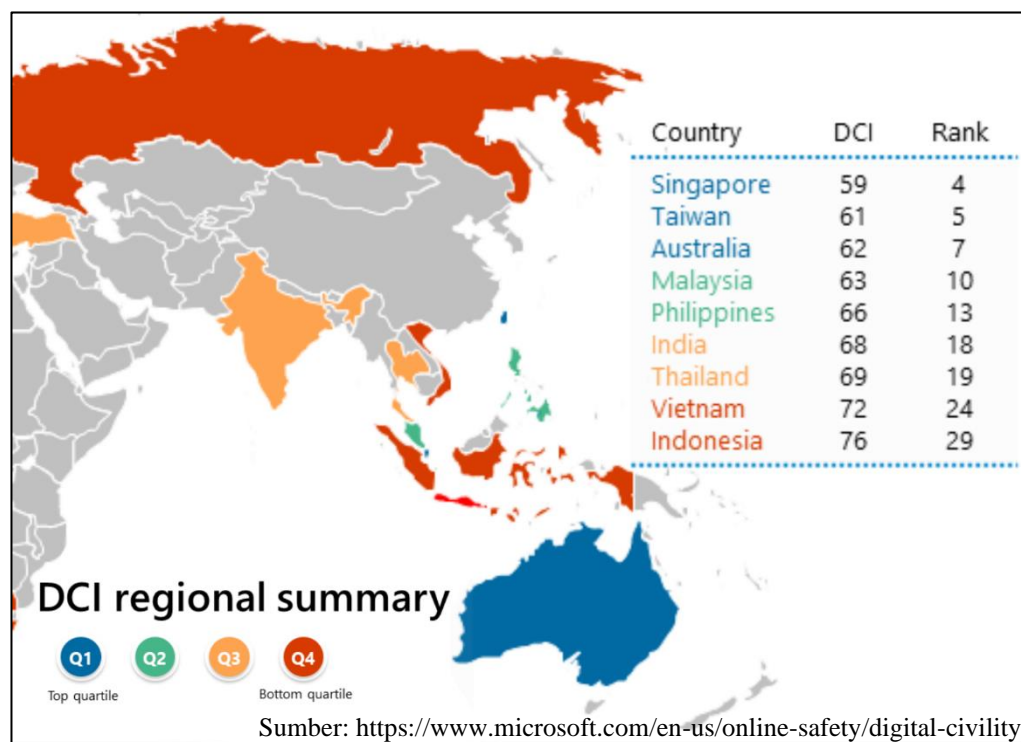 Country DCI Rank
Singapore 59 4
Taiwan 61 5
Australia 62 7
Malaysia 63 10
Philippines 66 13
India 68 18
Thailand 69 19
Vietnam 72 24
Indonesia 76 29
DCI regional summary
Q1 Q2 Q3 Q4
Top quartile Bottom quartile
Sumber: https://www.microsoft.com/en-us/online-safety/digital-civility